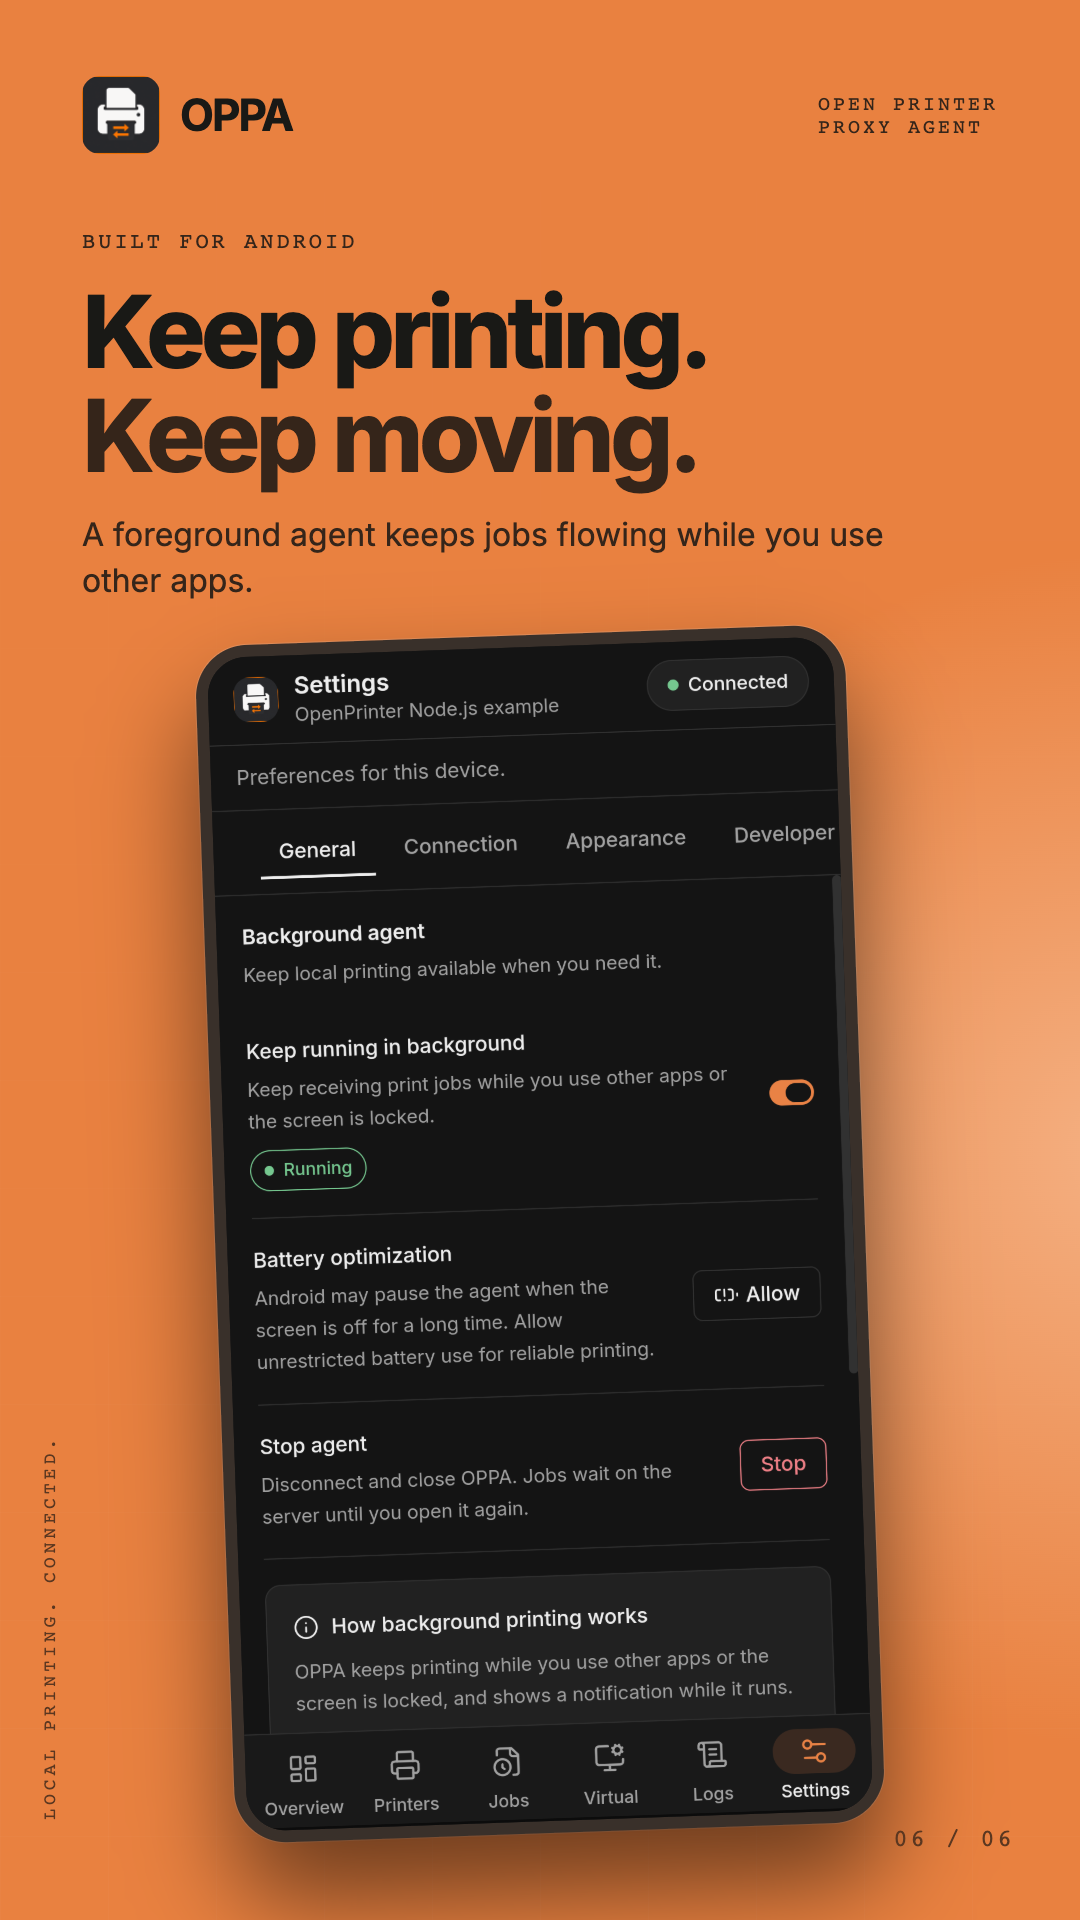 OPPA
OPEN PRINTER
PROXY AGENT
BUILT FOR ANDROID
Keep printing.
Keep moving.
A foreground agent keeps jobs flowing while you use
other apps.
Settings
OpenPrinter Node.js example
Connected
Preferences for this device.
General
Connection
Appearance
Developer
Background agent
Keep local printing available when you need it.
Keep running in background
Keep receiving print jobs while you use other apps or
the screen is locked.
Running
Battery optimization
Android may pause the agent when the
screen is off for a long time. Allow
unrestricted battery use for reliable printing.
Allow
Stop agent
Disconnect and close OPPA. Jobs wait on the
server until you open it again.
Stop
How background printing works
OPPA keeps printing while you use other apps or the
screen is locked, and shows a notification while it runs.
Overview
Printers
Jobs
Virtual
Logs
Settings
LOCAL PRINTING. CONNECTED.
06 / 06